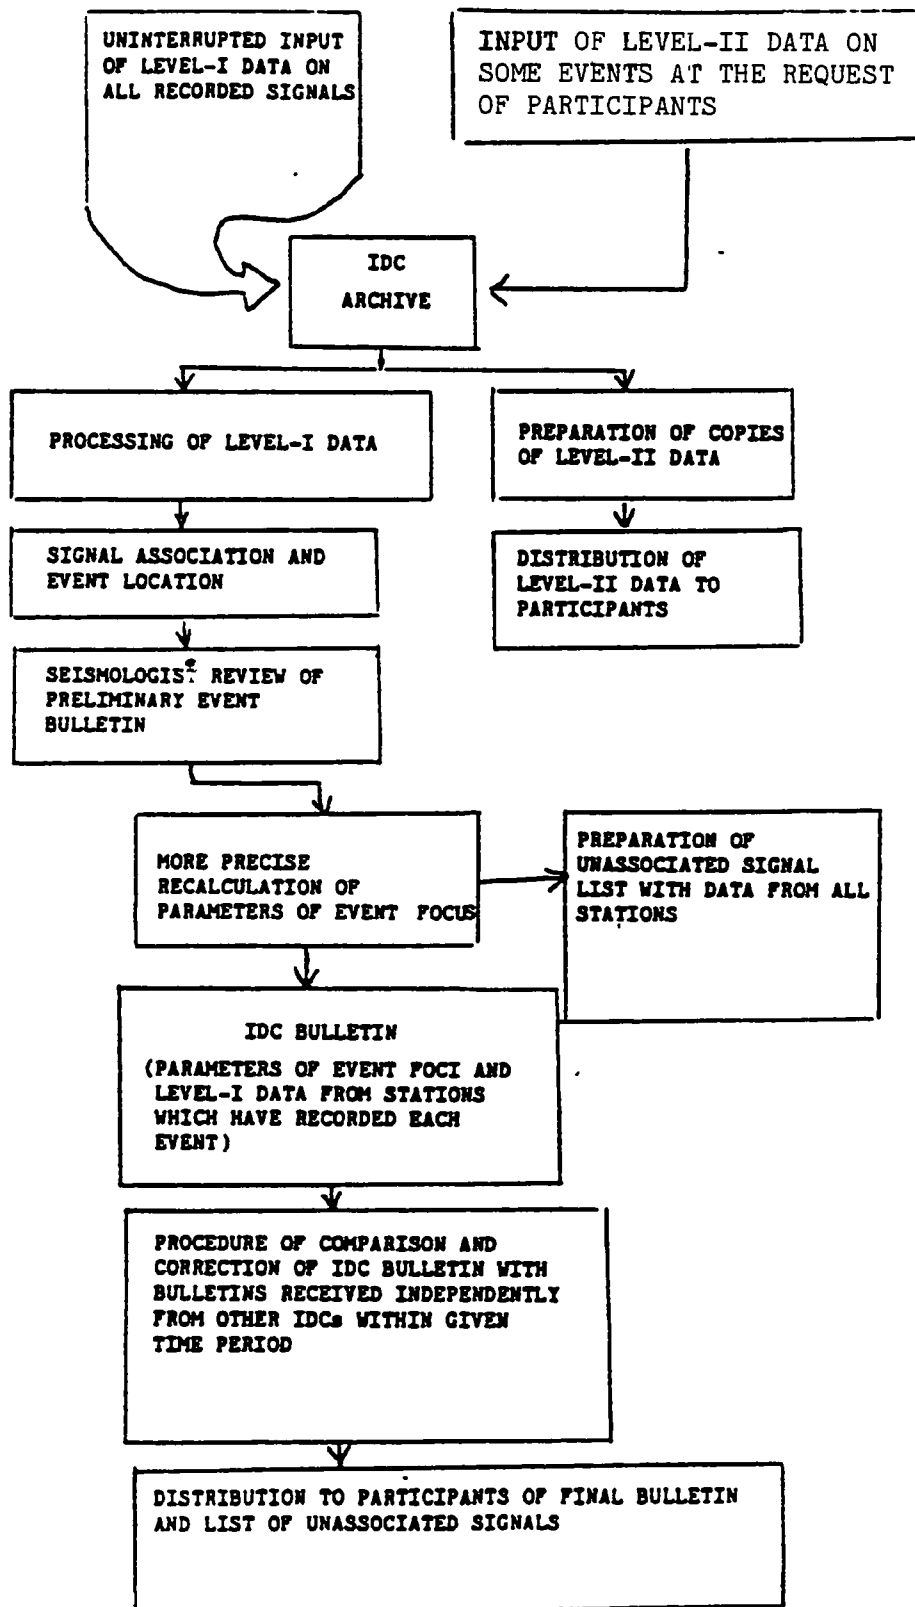 UNINTERRUPTED INPUT
OF LEVEL-I DATA ON
ALL RECORDED SIGNALS
INPUT OF LEVEL-II DATA ON
SOME EVENTS AT THE REQUEST
OF PARTICIPANTS
IDC
ARCHIVE
PROCESSING OF LEVEL-I DATA
PREPARATION OF COPIES
OF LEVEL-II DATA
SIGNAL ASSOCIATION AND
EVENT LOCATION
DISTRIBUTION OF
LEVEL-II DATA TO
PARTICIPANTS
SEISMOLOGIST REVIEW OF
PRELIMINARY EVENT
BULLETIN
MORE PRECISE
RECALCULATION OF
PARAMETERS OF EVENT FOCUS
PREPARATION OF
UNASSOCIATED SIGNAL
LIST WITH DATA FROM ALL
STATIONS
IDC BULLETIN
(PARAMETERS OF EVENT FOCI AND
LEVEL-I DATA FROM STATIONS
WHICH HAVE RECORDED EACH
EVENT)
PROCEDURE OF COMPARISON AND
CORRECTION OF IDC BULLETIN WITH
BULLETINS RECEIVED INDEPENDENTLY
FROM OTHER IDCs WITHIN GIVEN
TIME PERIOD
DISTRIBUTION TO PARTICIPANTS OF FINAL BULLETIN
AND LIST OF UNASSOCIATED SIGNALS